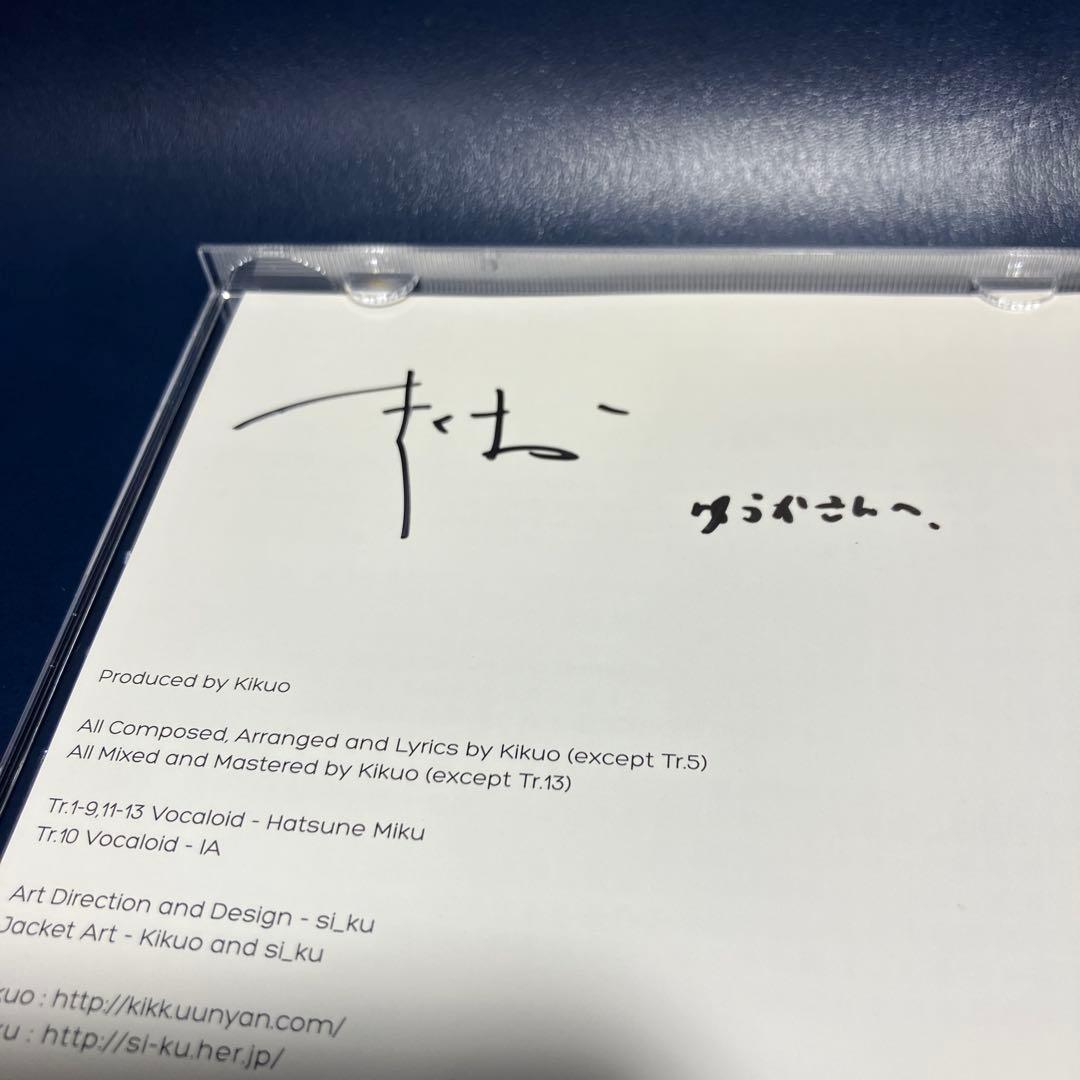 きくお
ゆうかさんへ.
Produced by Kikuo
All Composed, Arranged and Lyrics by Kikuo (except Tr.5)
All Mixed and Mastered by Kikuo (except Tr.13)
Tr.1-9,11-13 Vocaloid - Hatsune Miku
Tr.10 Vocaloid - IA
Art Direction and Design - si_ku
Jacket Art - Kikuo and si_ku
kuo : http://kikk.uunyan.com/
ku : http://si-ku.her.jp/